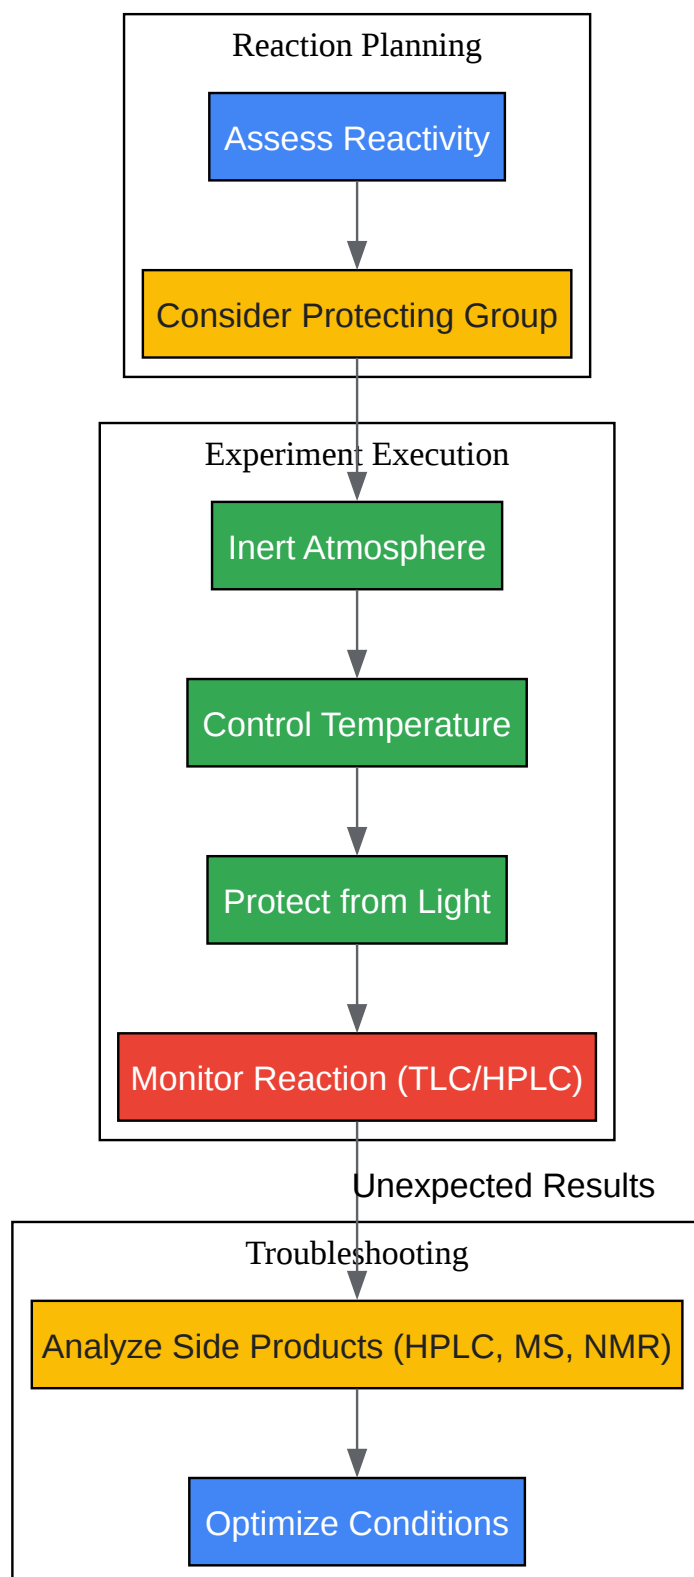 Reaction Planning
Assess Reactivity
Consider Protecting Group
Experiment Execution
Inert Atmosphere
Control Temperature
Protect from Light
Monitor Reaction (TLC/HPLC)
Unexpected Results
Troubleshooting
Analyze Side Products (HPLC, MS, NMR)
Optimize Conditions